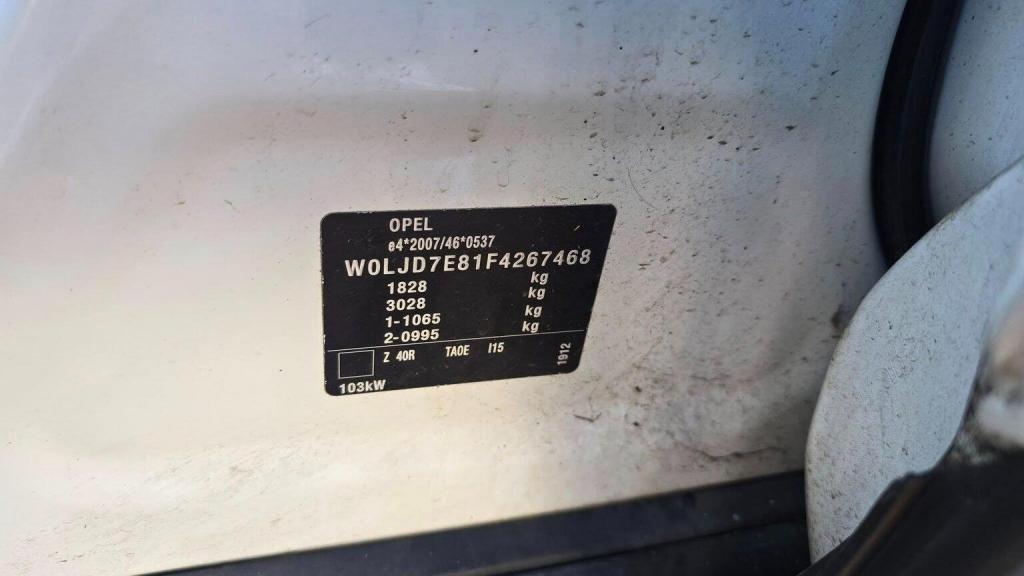 OPEL
e4*2007/46*0537
W0LJD7E81F4267468
1828 kg
3028 kg
1-1065 kg
2-0995 kg
Z 40R TAOE I15
1912
103kW